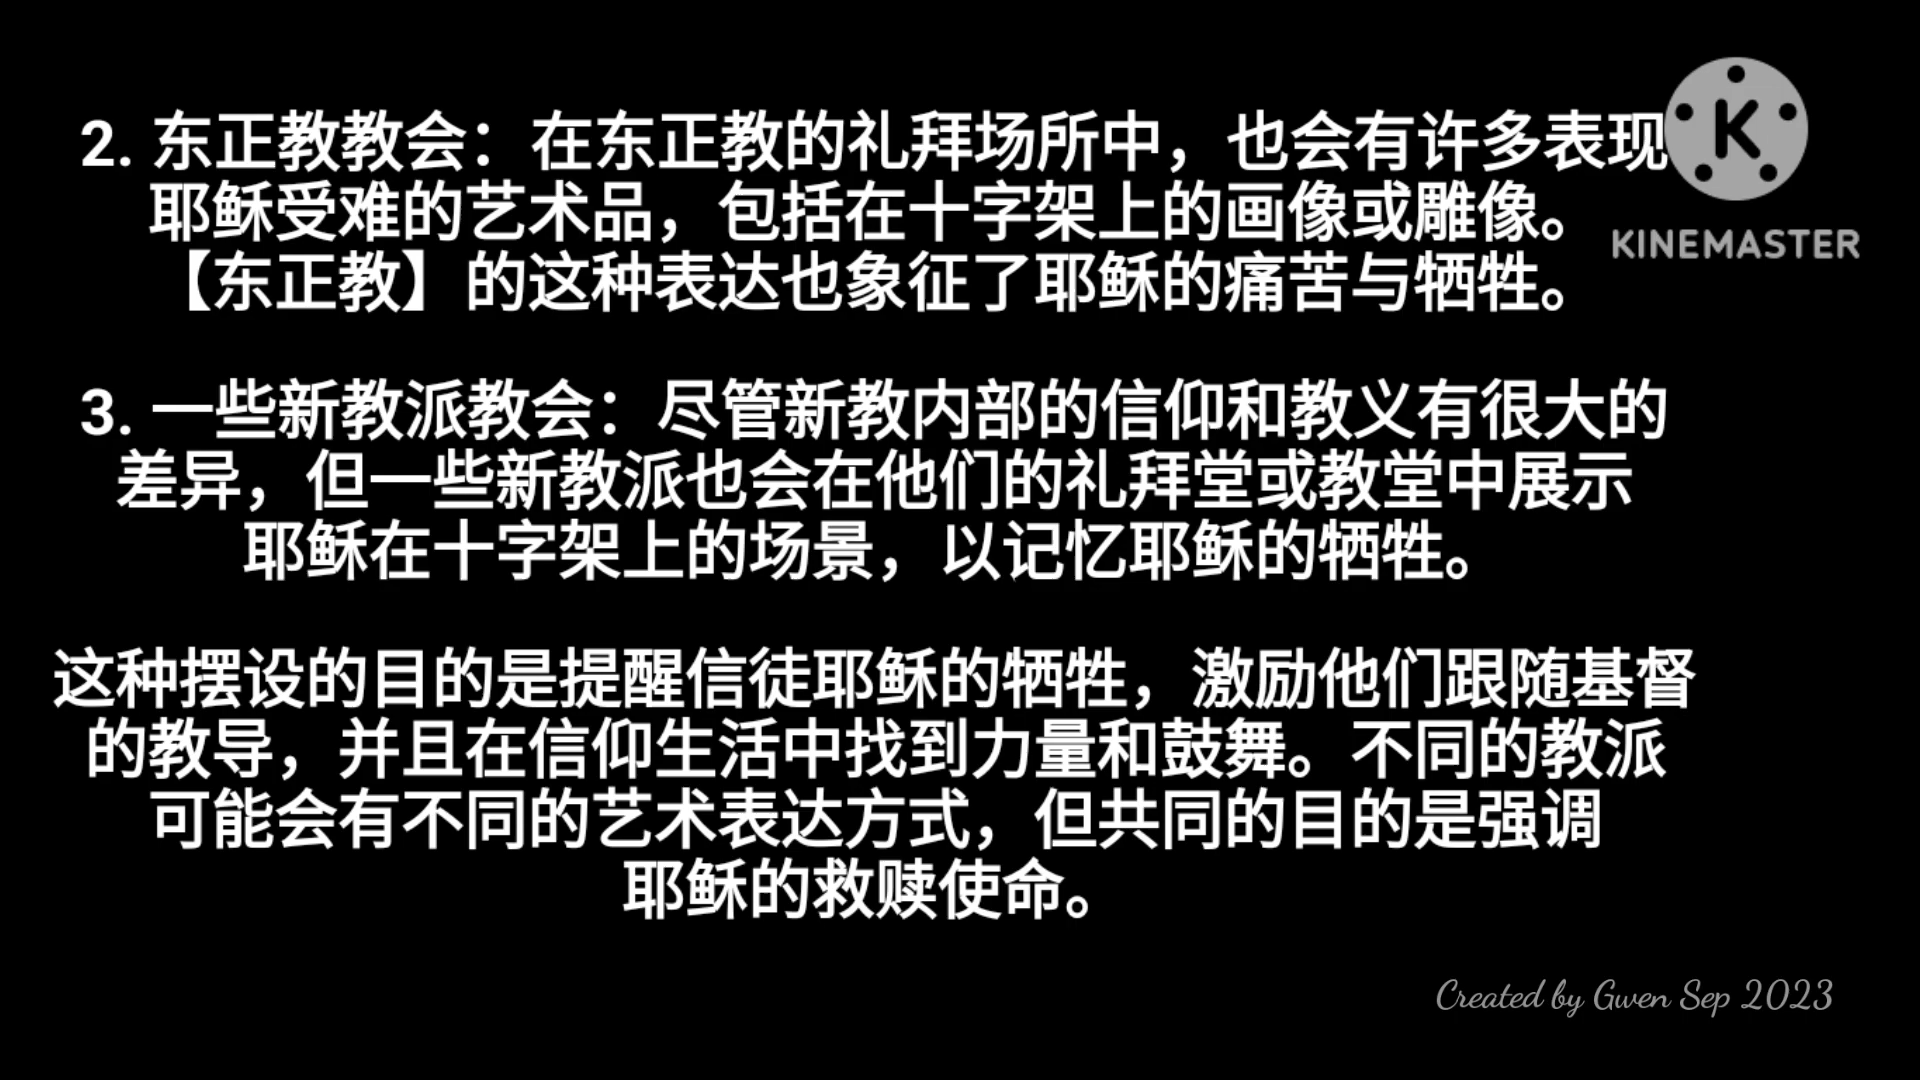 2. 东正教教会：在东正教的礼拜场所中，也会有许多表现
耶稣受难的艺术品，包括在十字架上的画像或雕像。
【东正教】的这种表达也象征了耶稣的痛苦与牺牲。
3. 一些新教派教会：尽管新教内部的信仰和教义有很大的
差异，但一些新教派也会在他们的礼拜堂或教堂中展示
耶稣在十字架上的场景，以记忆耶稣的牺牲。
这种摆设的目的是提醒信徒耶稣的牺牲，激励他们跟随基督
的教导，并且在信仰生活中找到力量和鼓舞。不同的教派
可能会有不同的艺术表达方式，但共同的目的是强调
耶稣的救赎使命。
K
KINEMASTER
Created by Gwen Sep 2023